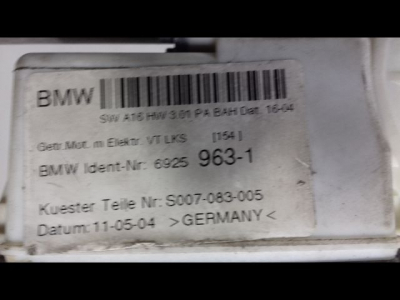 BMW
SW A16 HW 3.01 PA BAH Dat. 16-04
Getr.Mot. m Elektr. VT LKS [154]
BMW Ident-Nr: 6925 963-1
Kuester Teile Nr: S007-083-005
Datum: 11-05-04 >GERMANY<